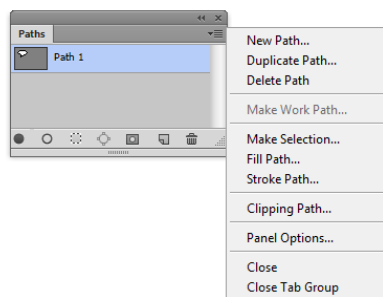 Paths
Path 1
New Path...
Duplicate Path...
Delete Path
Make Work Path...
Make Selection...
Fill Path...
Stroke Path...
Clipping Path...
Panel Options...
Close
Close Tab Group